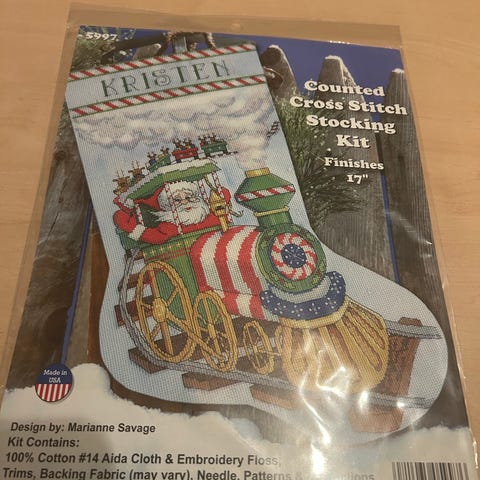 5997
KRISTEN
Counted
Cross Stitch
Stocking
Kit
Finishes
17"
Made in
USA
Design by: Marianne Savage
Kit Contains:
100% Cotton #14 Aida Cloth & Embroidery Floss,
Trims, Backing Fabric (may vary), Needle, Patterns &